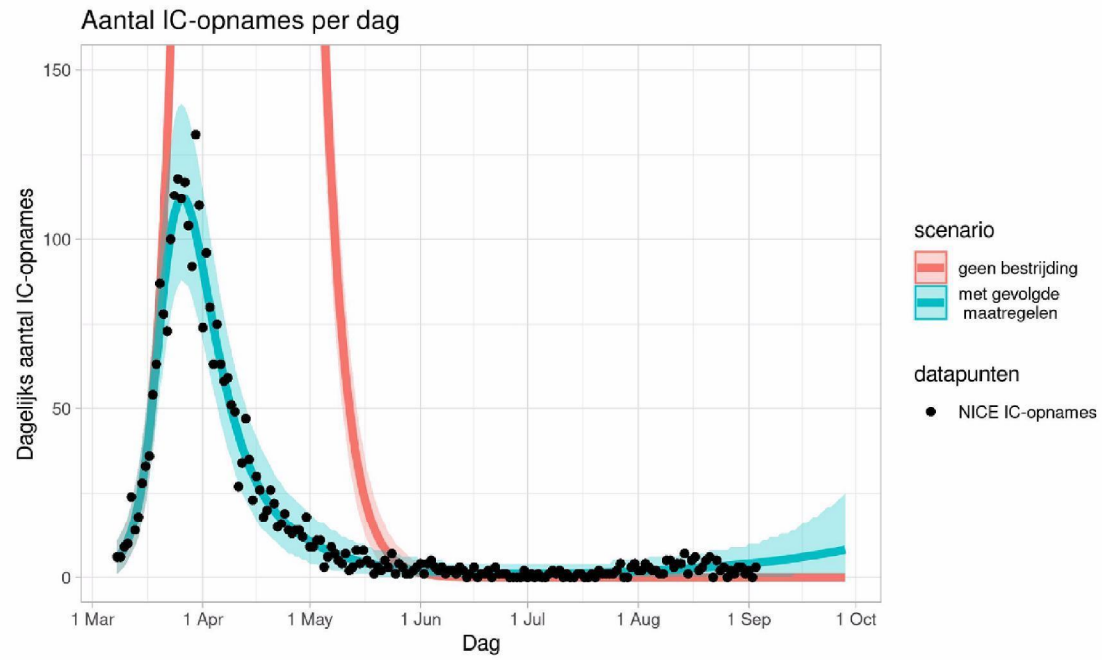 Aantal IC-opnames per dag
Dagelijks aantal IC-opnames
150
100
50
0
1 Mar
1 Apr
1 May
1 Jun
1 Jul
1 Aug
1 Sep
1 Oct
Dag
scenario
geen bestrijding
met gevolgde
maatregelen
datapunten
NICE IC-opnames